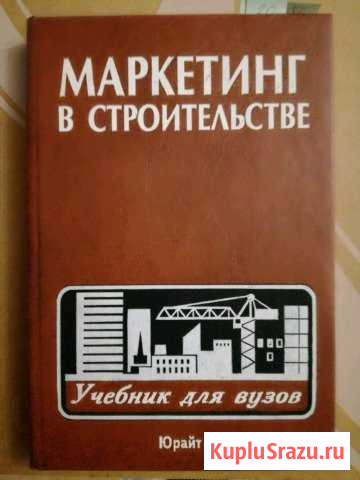 МАРКЕТИНГ
В СТРОИТЕЛЬСТВЕ
Учебник для вузов
Юрайт
KupluSrazu.ru